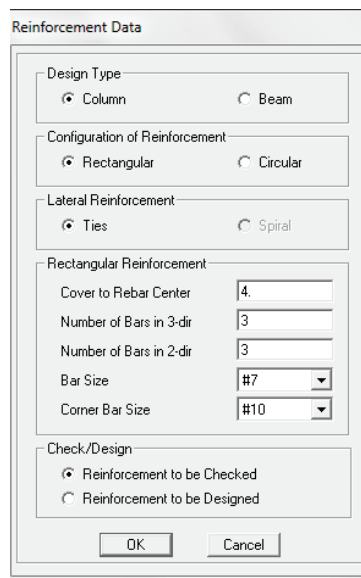 Reinforcement Data
Design Type
Column Beam
Configuration of Reinforcement
Rectangular Circular
Lateral Reinforcement
Ties Spiral
Rectangular Reinforcement
Cover to Rebar Center 4.
Number of Bars in 3-dir 3
Number of Bars in 2-dir 3
Bar Size #7
Corner Bar Size #10
Check/Design
Reinforcement to be Checked
Reinforcement to be Designed
OK Cancel